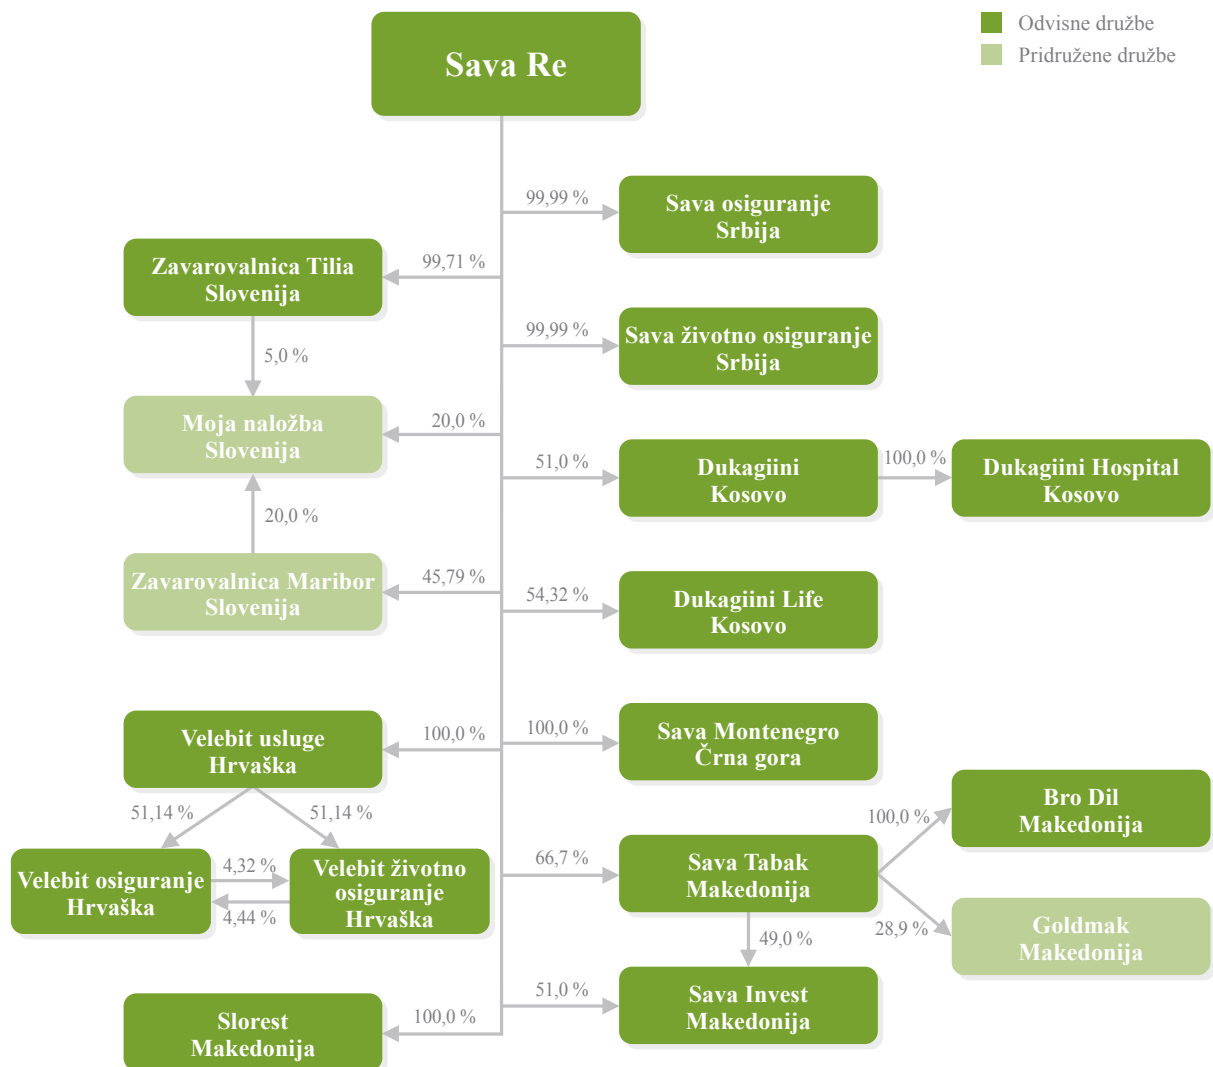 Odvisne družbe
Pridružene družbe
Sava Re
99,99 %
Sava osiguranje
Srbija
Zavarovalnica Tilia
Slovenija
99,71 %
99,99 %
Sava životno osiguranje
Srbija
5,0 %
Moja naložba
Slovenija
20,0 %
51,0 %
Dukagiini
Kosovo
100,0 %
Dukagiini Hospital
Kosovo
20,0 %
Zavarovalnica Maribor
Slovenija
45,79 %
54,32 %
Dukagiini Life
Kosovo
Velebit usluge
Hrvaška
100,0 %
100,0 %
Sava Montenegro
Črna gora
51,14 %
51,14 %
Bro Dil
Makedonija
100,0 %
Velebit osiguranje
Hrvaška
4,32 %
4,44 %
Velebit životno
osiguranje
Hrvaška
66,7 %
Sava Tabak
Makedonija
28,9 %
Goldmak
Makedonija
49,0 %
51,0 %
Sava Invest
Makedonija
Slorest
Makedonija
100,0 %